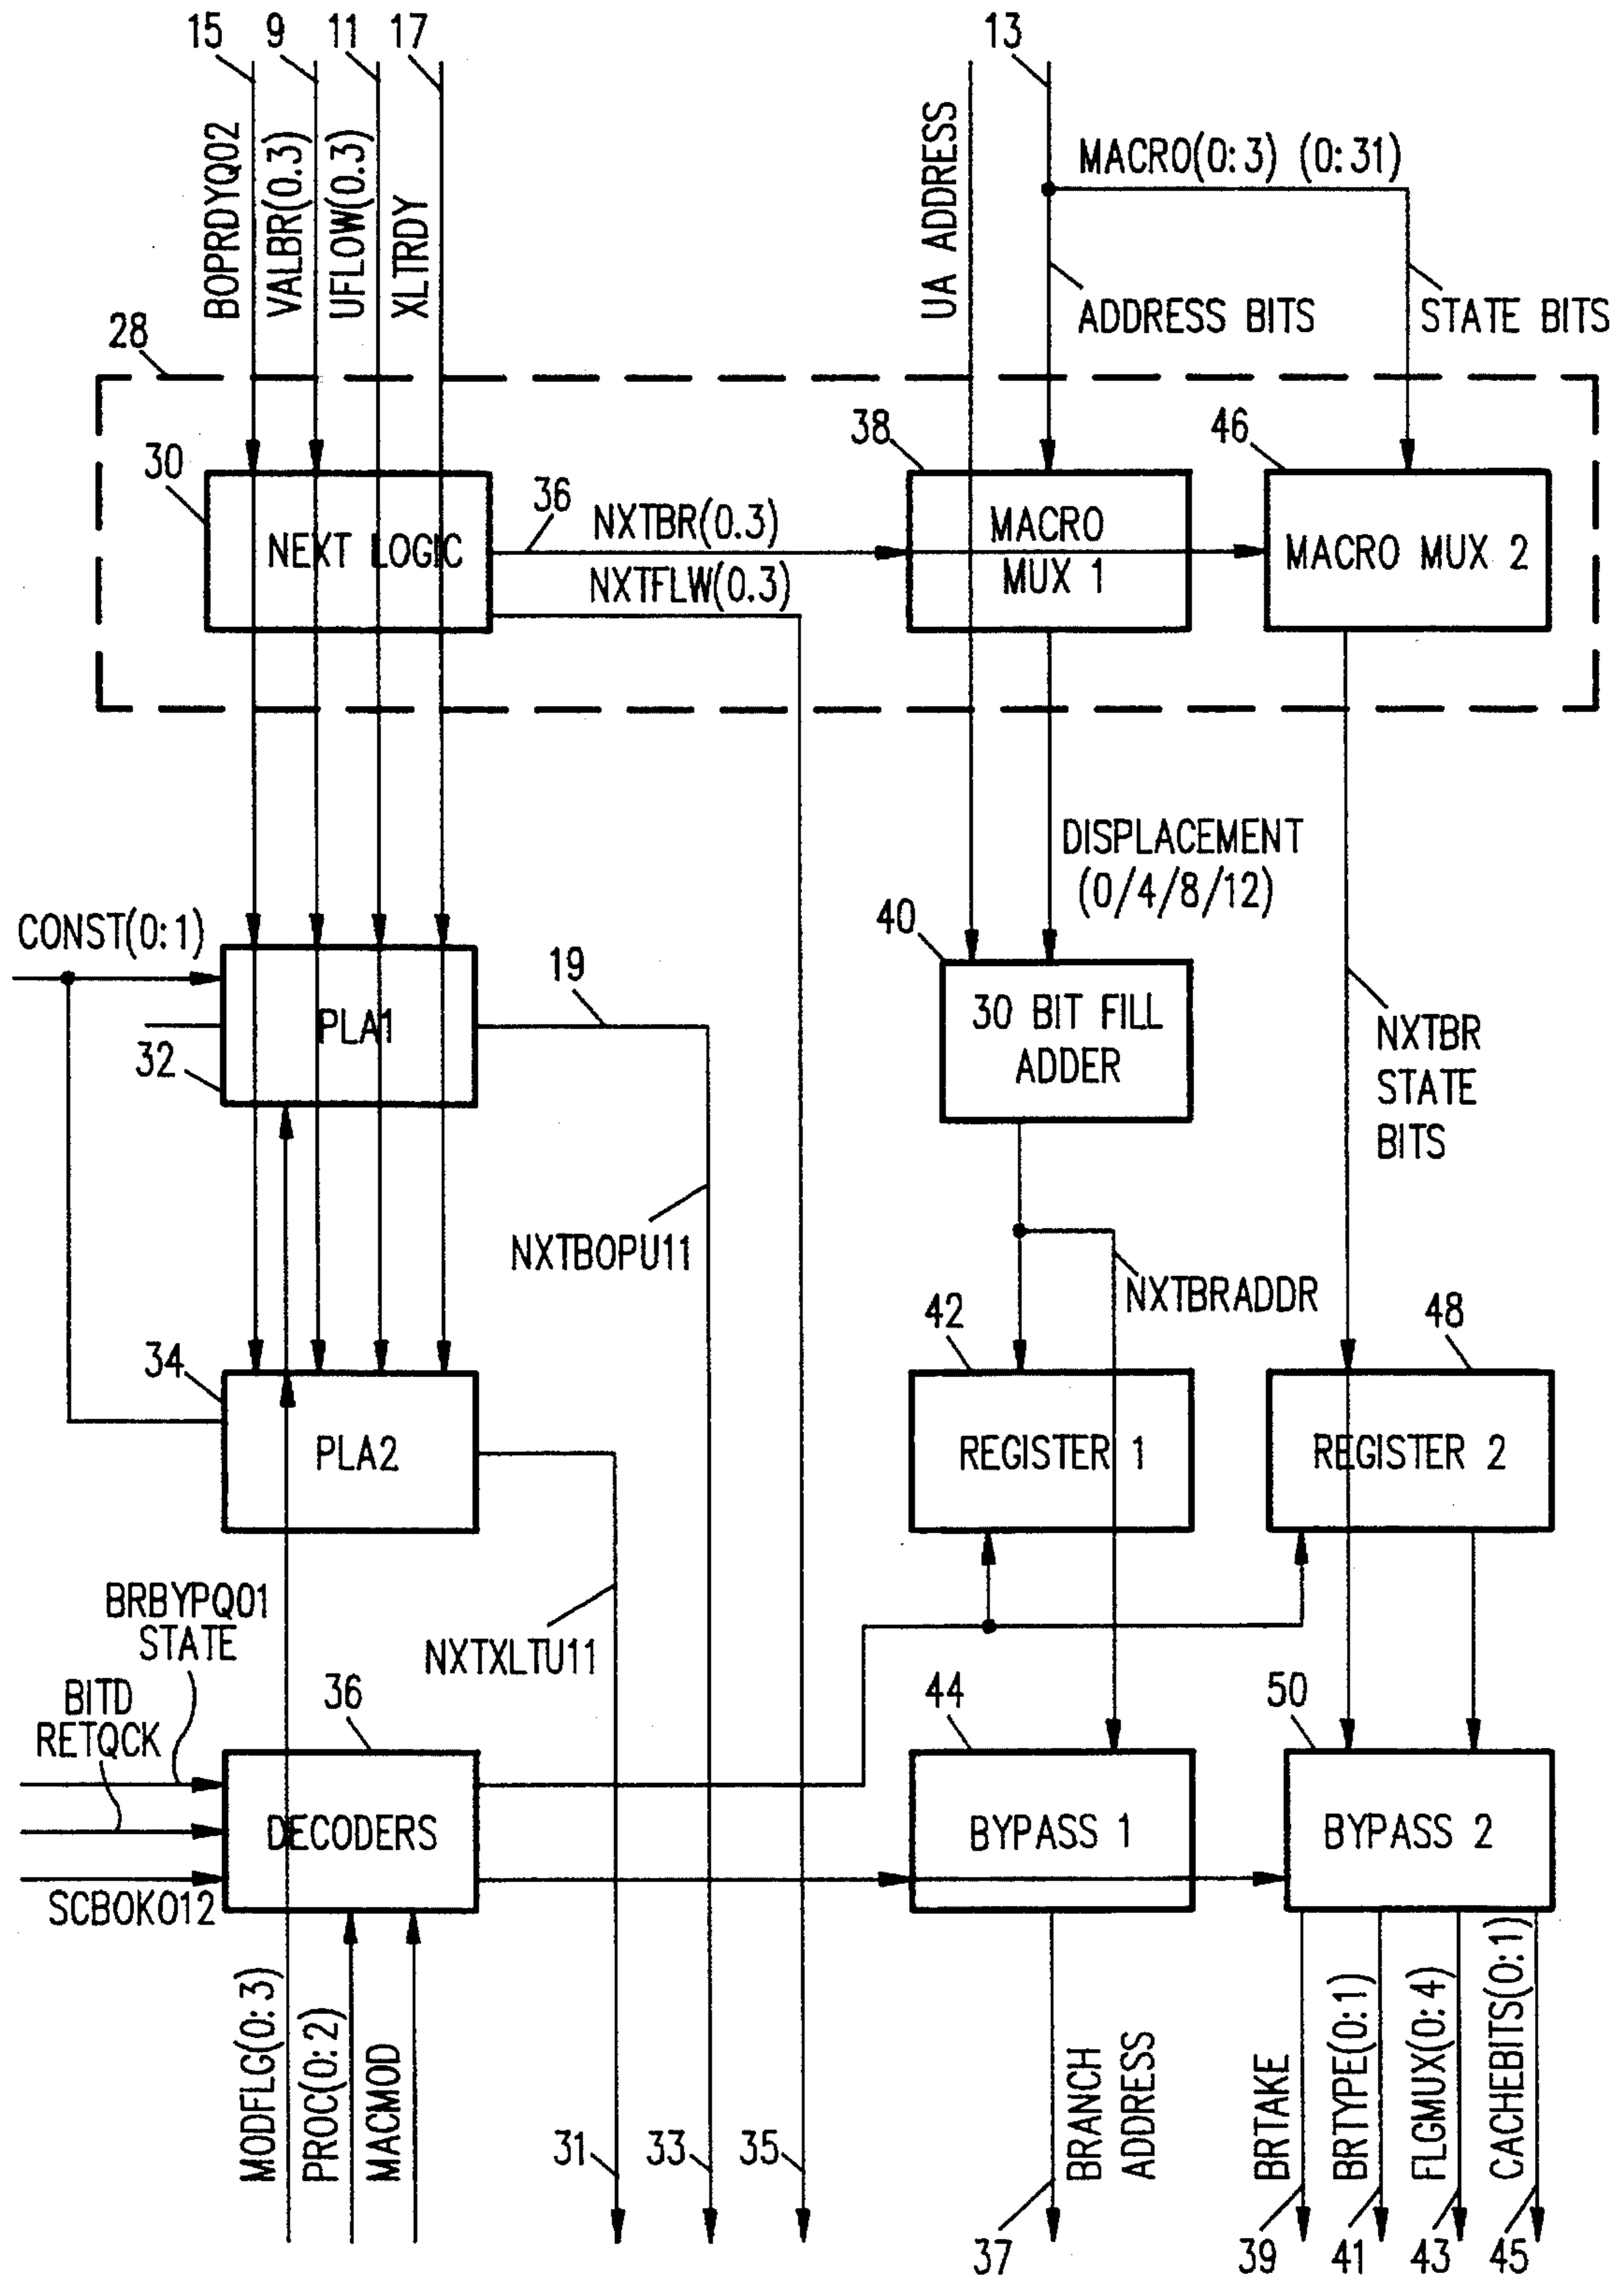 15
9
11
17
13
BOPRDYQ02
VALBR(0.3)
UFLOW(0.3)
XLTRDY
UA ADDRESS
MACRO(0:3) (0:31)
ADDRESS BITS
STATE BITS
28
30
38
46
36
NEXT LOGIC
NXTBR(0.3)
NXTFLW(0.3)
MACRO
MUX 1
MACRO MUX 2
DISPLACEMENT
(0/4/8/12)
CONST(0:1)
40
19
PLA1
32
30 BIT FILL
ADDER
NXTBR
STATE
BITS
NXTBOPU11
NXTBRADDR
42
48
34
PLA2
REGISTER 1
REGISTER 2
BRBYPQ01
STATE
NXTXLTU11
BITD
RETQCK
36
44
50
DECODERS
BYPASS 1
BYPASS 2
SCBOK012
MODFLG(0:3)
PROC(0:2)
MACMOD
31
33
35
BRANCH
ADDRESS
BRTAKE
BRTYPE(0:1)
FLGMUX(0:4)
CACHEBITS(0:1)
37
39
41
43
45